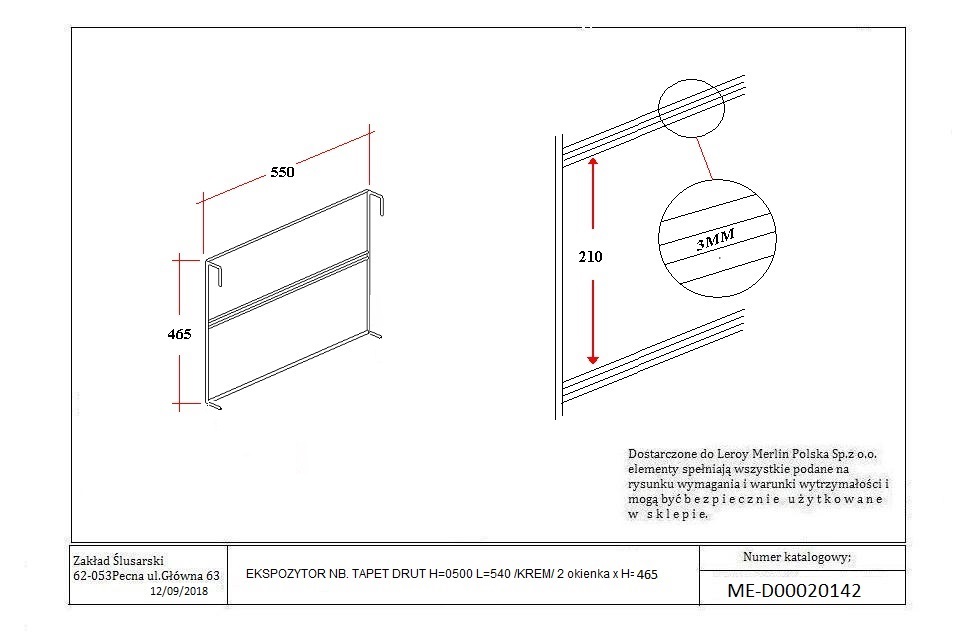 550
465
210
3MM
Dostarczone do Leroy Merlin Polska Sp.z o.o.
elementy spełniają wszystkie podane na
rysunku wymagania i warunki wytrzymałości i
mogą być bezpiecznie użytkowane
w sklepie.
Zakład Ślusarski
62-053Pecna ul.Główna 63
12/09/2018
EKSPOZYTOR NB. TAPET DRUT H=0500 L=540 /KREM/ 2 okienka x H= 465
Numer katalogowy;
ME-D00020142